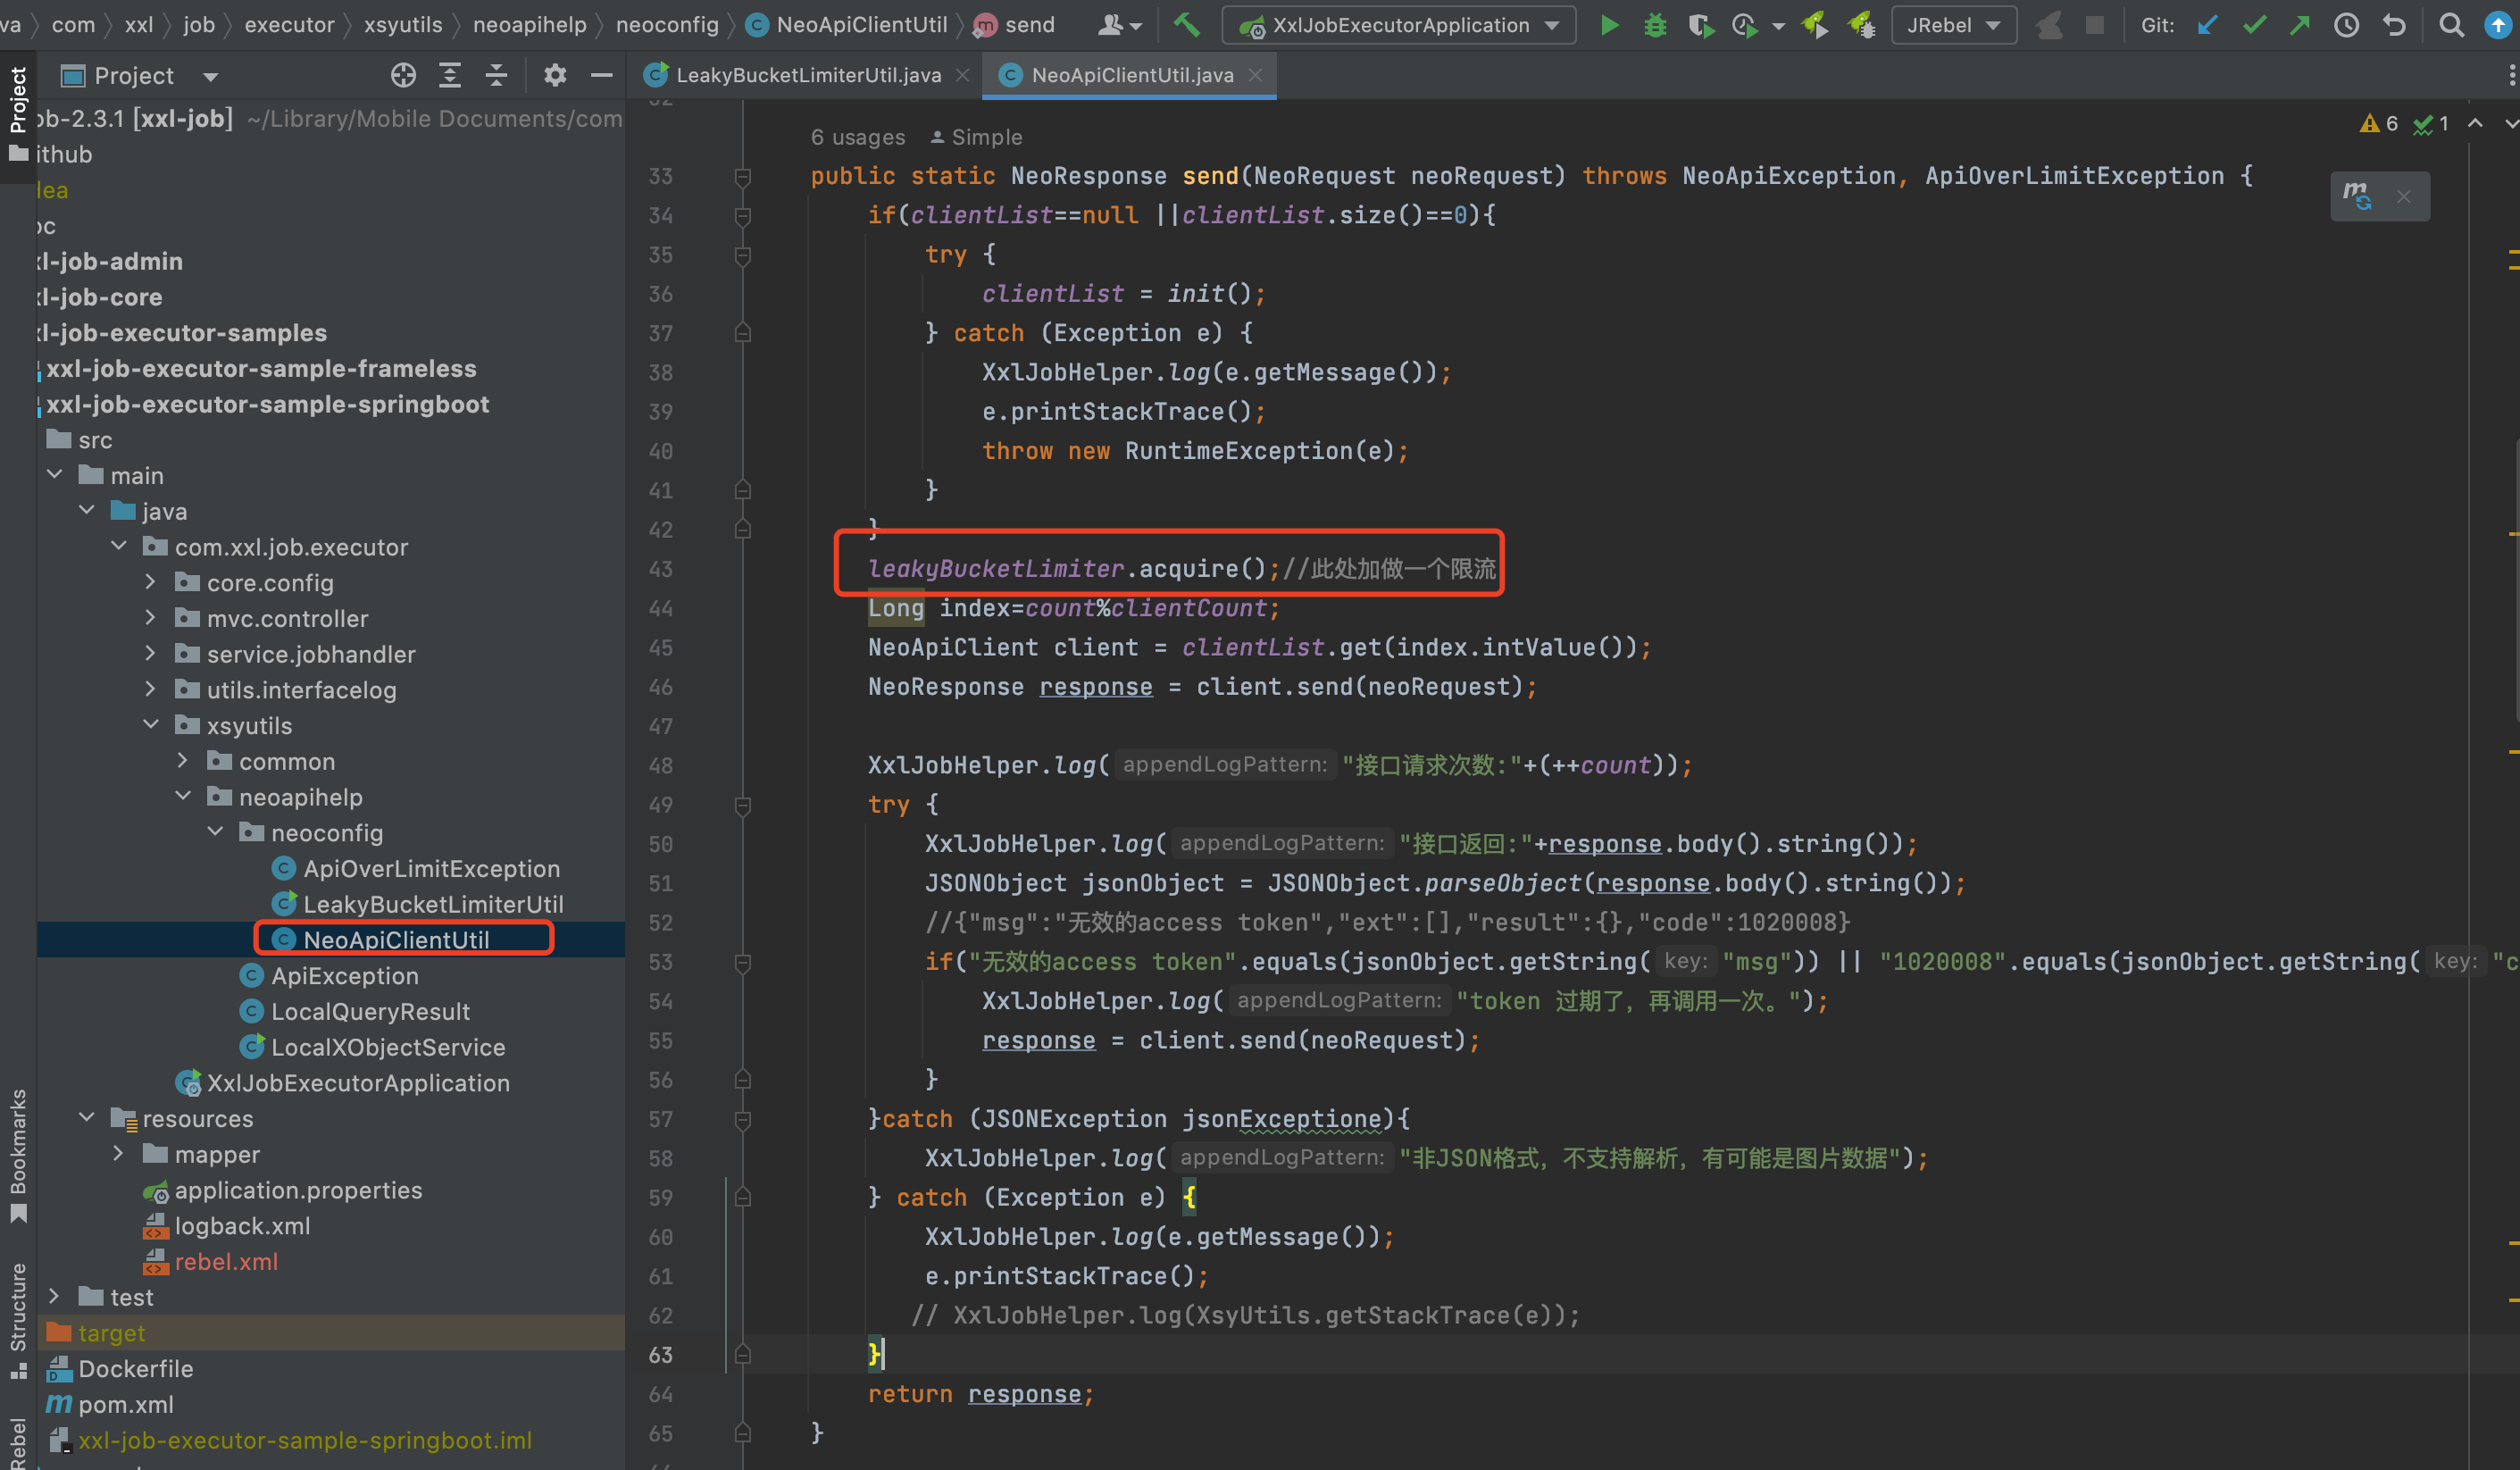 va com xxl job executor xsyutils neoapihelp neoconfig NeoApiClientUtil send XxlJobExecutorApplication JRebel Git:
Project
LeakyBucketLimiterUtil.java
NeoApiClientUtil.java
Project
ob-2.3.1 [xxl-job] ~/Library/Mobile Documents/com
ithub
dea
oc
xl-job-admin
xl-job-core
xl-job-executor-samples
xxl-job-executor-sample-frameless
xxl-job-executor-sample-springboot
src
main
java
com.xxl.job.executor
core.config
mvc.controller
service.jobhandler
utils.interfacelog
xsyutils
common
neoapihelp
neoconfig
ApiOverLimitException
LeakyBucketLimiterUtil
NeoApiClientUtil
ApiException
LocalQueryResult
LocalXObjectService
XxlJobExecutorApplication
resources
mapper
application.properties
logback.xml
rebel.xml
test
target
Dockerfile
pom.xml
xxl-job-executor-sample-springboot.iml
Bookmarks
Structure
Rebel
6 usages Simple
6 1
33 public static NeoResponse send(NeoRequest neoRequest) throws NeoApiException, ApiOverLimitException {
34 if(clientList==null ||clientList.size()==0){
35 try {
36 clientList = init();
37 } catch (Exception e) {
38 XxlJobHelper.log(e.getMessage());
39 e.printStackTrace();
40 throw new RuntimeException(e);
41 }
42 }
43 leakyBucketLimiter.acquire();//此处加做一个限流
44 Long index=count%clientCount;
45 NeoApiClient client = clientList.get(index.intValue());
46 NeoResponse response = client.send(neoRequest);
47
48 XxlJobHelper.log( appendLogPattern: "接口请求次数:"+(++count));
49 try {
50 XxlJobHelper.log( appendLogPattern: "接口返回:"+response.body().string());
51 JSONObject jsonObject = JSONObject.parseObject(response.body().string());
52 //{"msg":"无效的access token","ext":[],"result":{},"code":1020008}
53 if("无效的access token".equals(jsonObject.getString( key: "msg")) || "1020008".equals(jsonObject.getString( key: "c
54 XxlJobHelper.log( appendLogPattern: "token 过期了，再调用一次。");
55 response = client.send(neoRequest);
56 }
57 }catch (JSONException jsonExceptione){
58 XxlJobHelper.log( appendLogPattern: "非JSON格式，不支持解析，有可能是图片数据");
59 } catch (Exception e) {
60 XxlJobHelper.log(e.getMessage());
61 e.printStackTrace();
62 // XxlJobHelper.log(XsyUtils.getStackTrace(e));
63 }
64 return response;
65 }